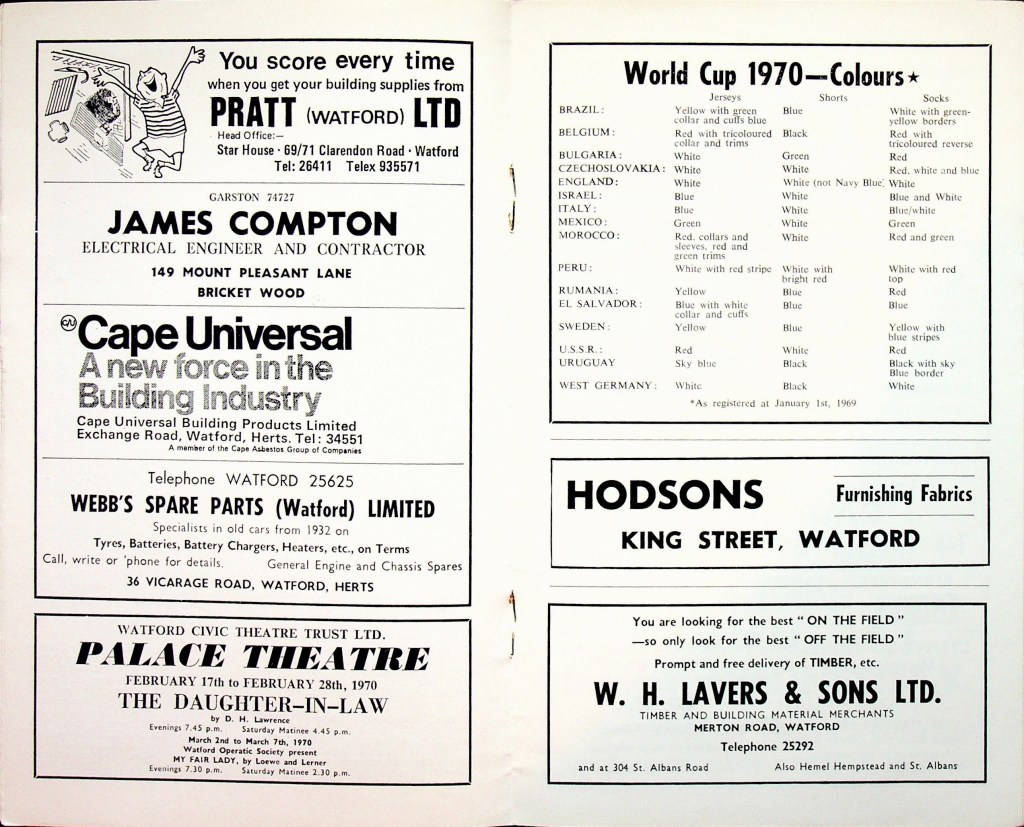 You score every time
when you get your building supplies from
PRATT (WATFORD) LTD
Head Office:—
Star House · 69/71 Clarendon Road · Watford
Tel: 26411 Telex 935571
GARSTON 74727
JAMES COMPTON
ELECTRICAL ENGINEER AND CONTRACTOR
149 MOUNT PLEASANT LANE
BRICKET WOOD
C/U Cape Universal
A new force in the
Building Industry
Cape Universal Building Products Limited
Exchange Road, Watford, Herts. Tel: 34551
A member of the Cape Asbestos Group of Companies
Telephone WATFORD 25625
WEBB'S SPARE PARTS (Watford) LIMITED
Specialists in old cars from 1932 on
Tyres, Batteries, Battery Chargers, Heaters, etc., on Terms
Call, write or 'phone for details. General Engine and Chassis Spares
36 VICARAGE ROAD, WATFORD, HERTS
WATFORD CIVIC THEATRE TRUST LTD.
PALACE THEATRE
FEBRUARY 17th to FEBRUARY 28th, 1970
THE DAUGHTER-IN-LAW
by D. H. Lawrence
Evenings 7.45 p.m. Saturday Matinee 4.45 p.m.
March 2nd to March 7th, 1970
Watford Operatic Society present
MY FAIR LADY, by Loewe and Lerner
Evenings 7.30 p.m. Saturday Matinee 2.30 p.m.
World Cup 1970—Colours★
Jerseys Shorts Socks
BRAZIL: Yellow with green Blue White with green-
collar and cuffs blue yellow borders
BELGIUM: Red with tricoloured Black Red with
collar and trims tricoloured reverse
BULGARIA: White Green Red
CZECHOSLOVAKIA: White White Red, white and blue
ENGLAND: White White (not Navy Blue) White
ISRAEL: Blue White Blue and White
ITALY: Blue White Blue/white
MEXICO: Green White Green
MOROCCO: Red, collars and White Red and green
sleeves, red and
green trims
PERU: White with red stripe White with White with red
bright red top
RUMANIA: Yellow Blue Red
EL SALVADOR: Blue with white Blue Blue
collar and cuffs
SWEDEN: Yellow Blue Yellow with
blue stripes
U.S.S.R.: Red White Red
URUGUAY Sky blue Black Black with sky
Blue border
WEST GERMANY: White Black White
*As registered at January 1st, 1969
HODSONS Furnishing Fabrics
KING STREET, WATFORD
You are looking for the best "ON THE FIELD"
—so only look for the best "OFF THE FIELD"
Prompt and free delivery of TIMBER, etc.
W. H. LAVERS & SONS LTD.
TIMBER AND BUILDING MATERIAL MERCHANTS
MERTON ROAD, WATFORD
Telephone 25292
and at 304 St. Albans Road Also Hemel Hempstead and St. Albans